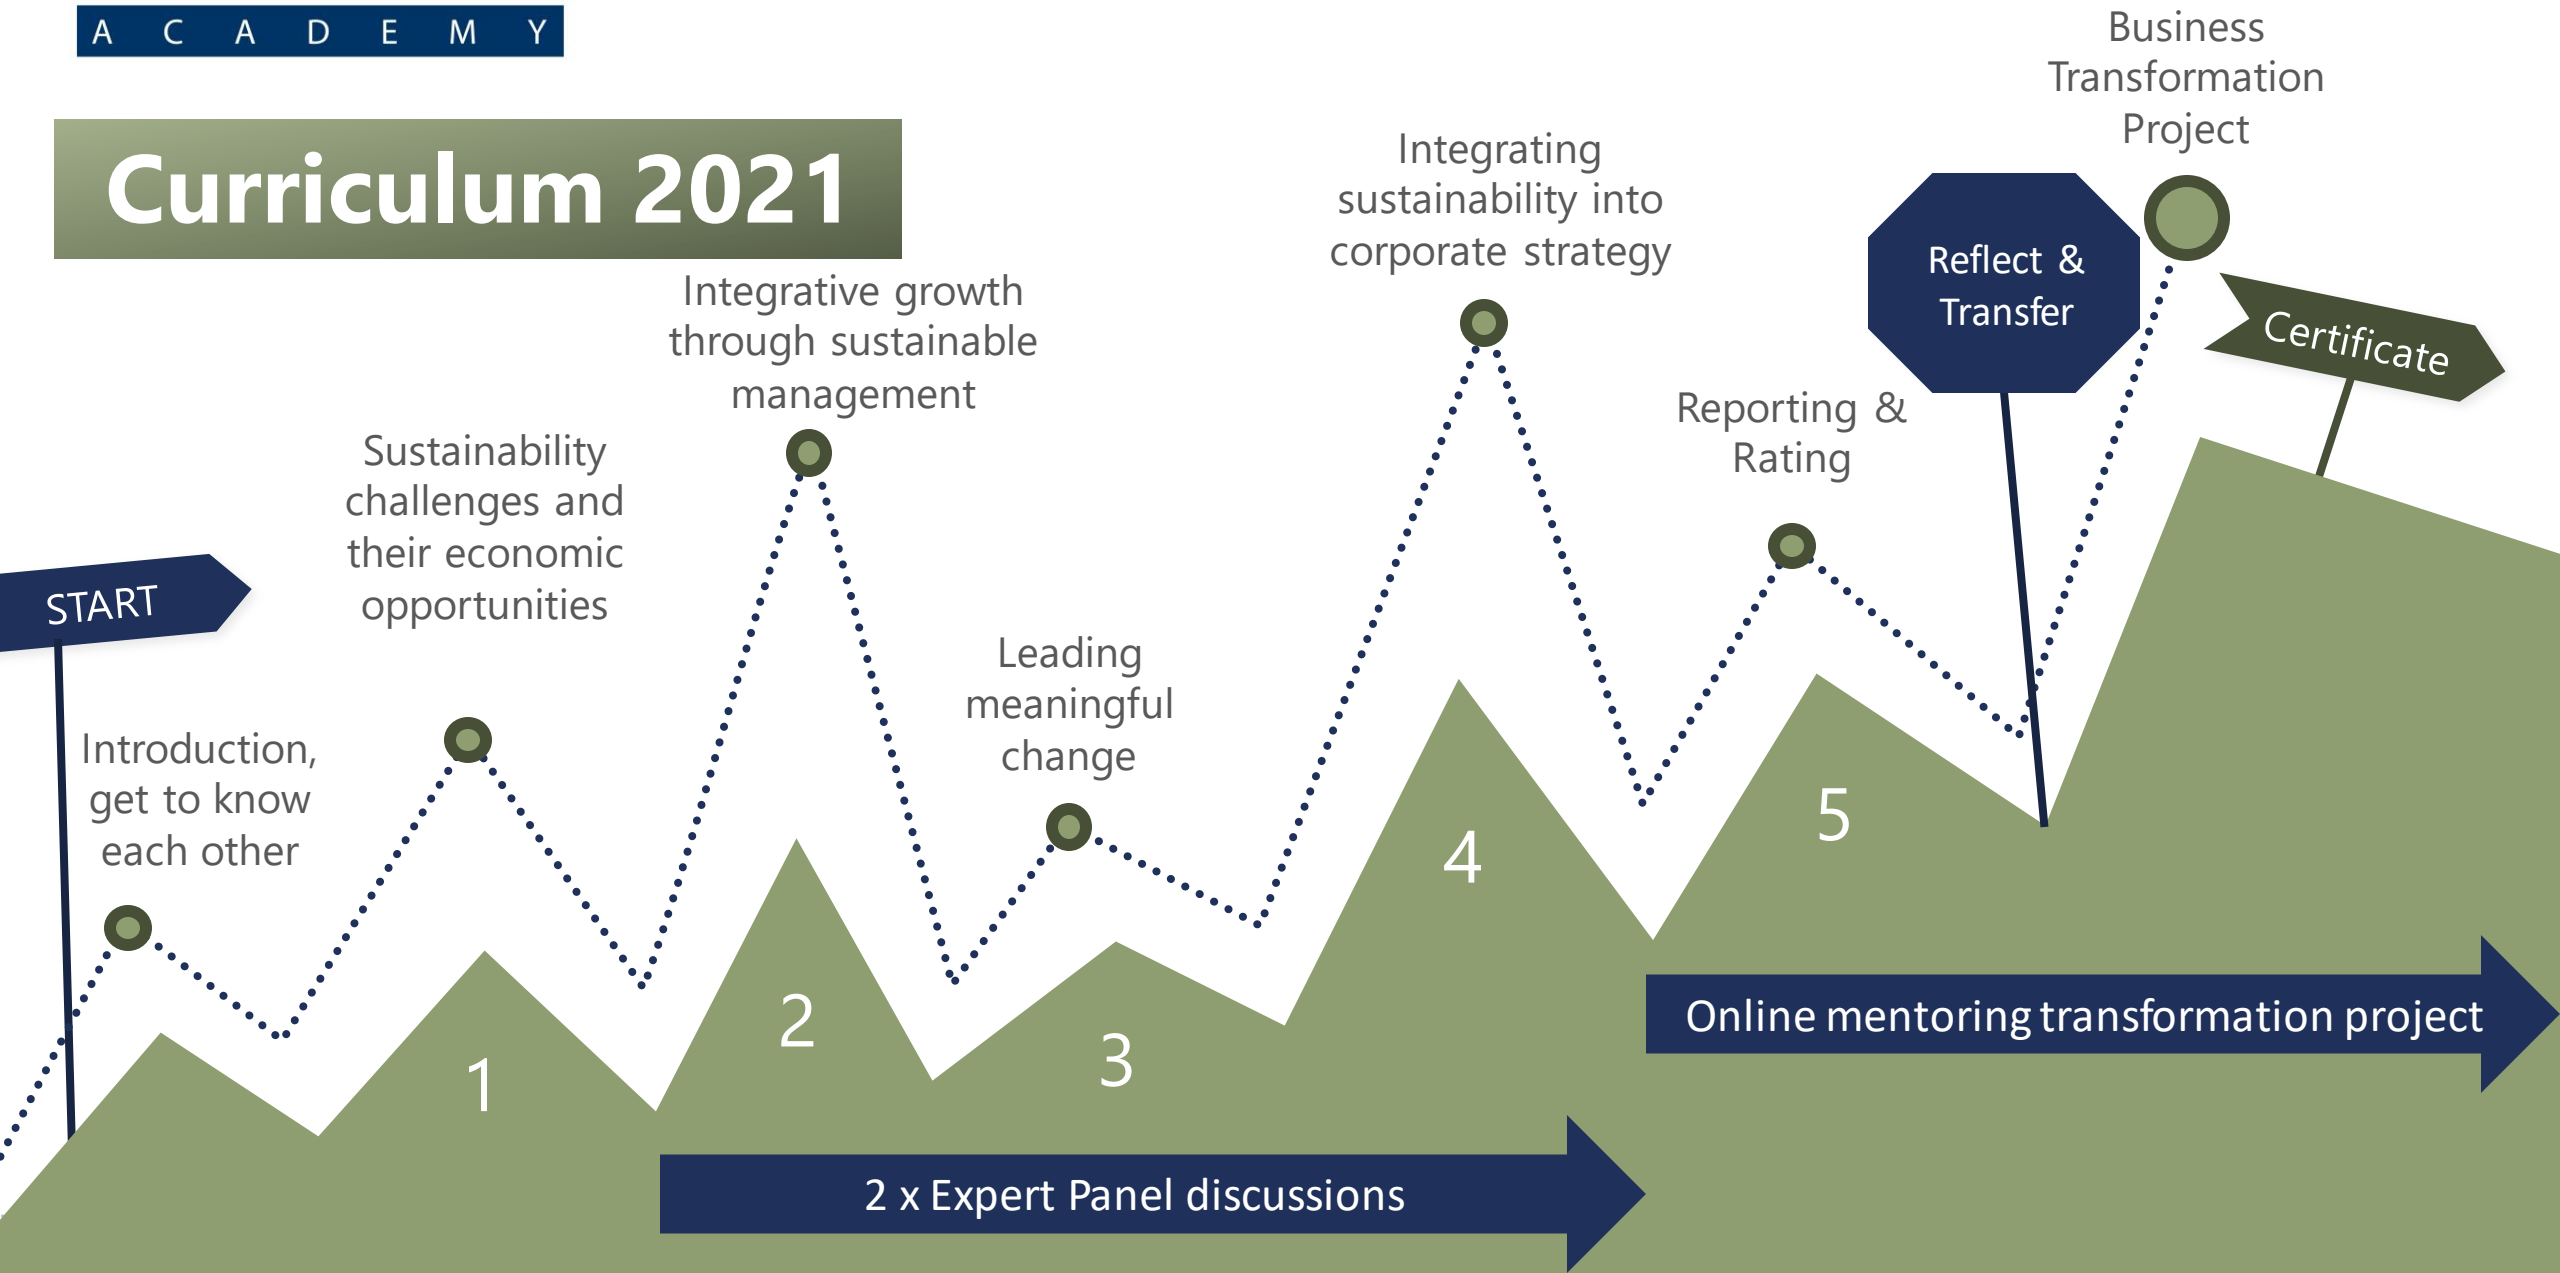 A C A D E M Y
Curriculum 2021
START
Introduction,
get to know
each other
Sustainability
challenges and
their economic
opportunities
Integrative growth
through sustainable
management
Leading
meaningful
change
Integrating
sustainability into
corporate strategy
Reporting &
Rating
Reflect &
Transfer
Business
Transformation
Project
Certificate
1
2
3
4
5
Online mentoring transformation project
2 x Expert Panel discussions